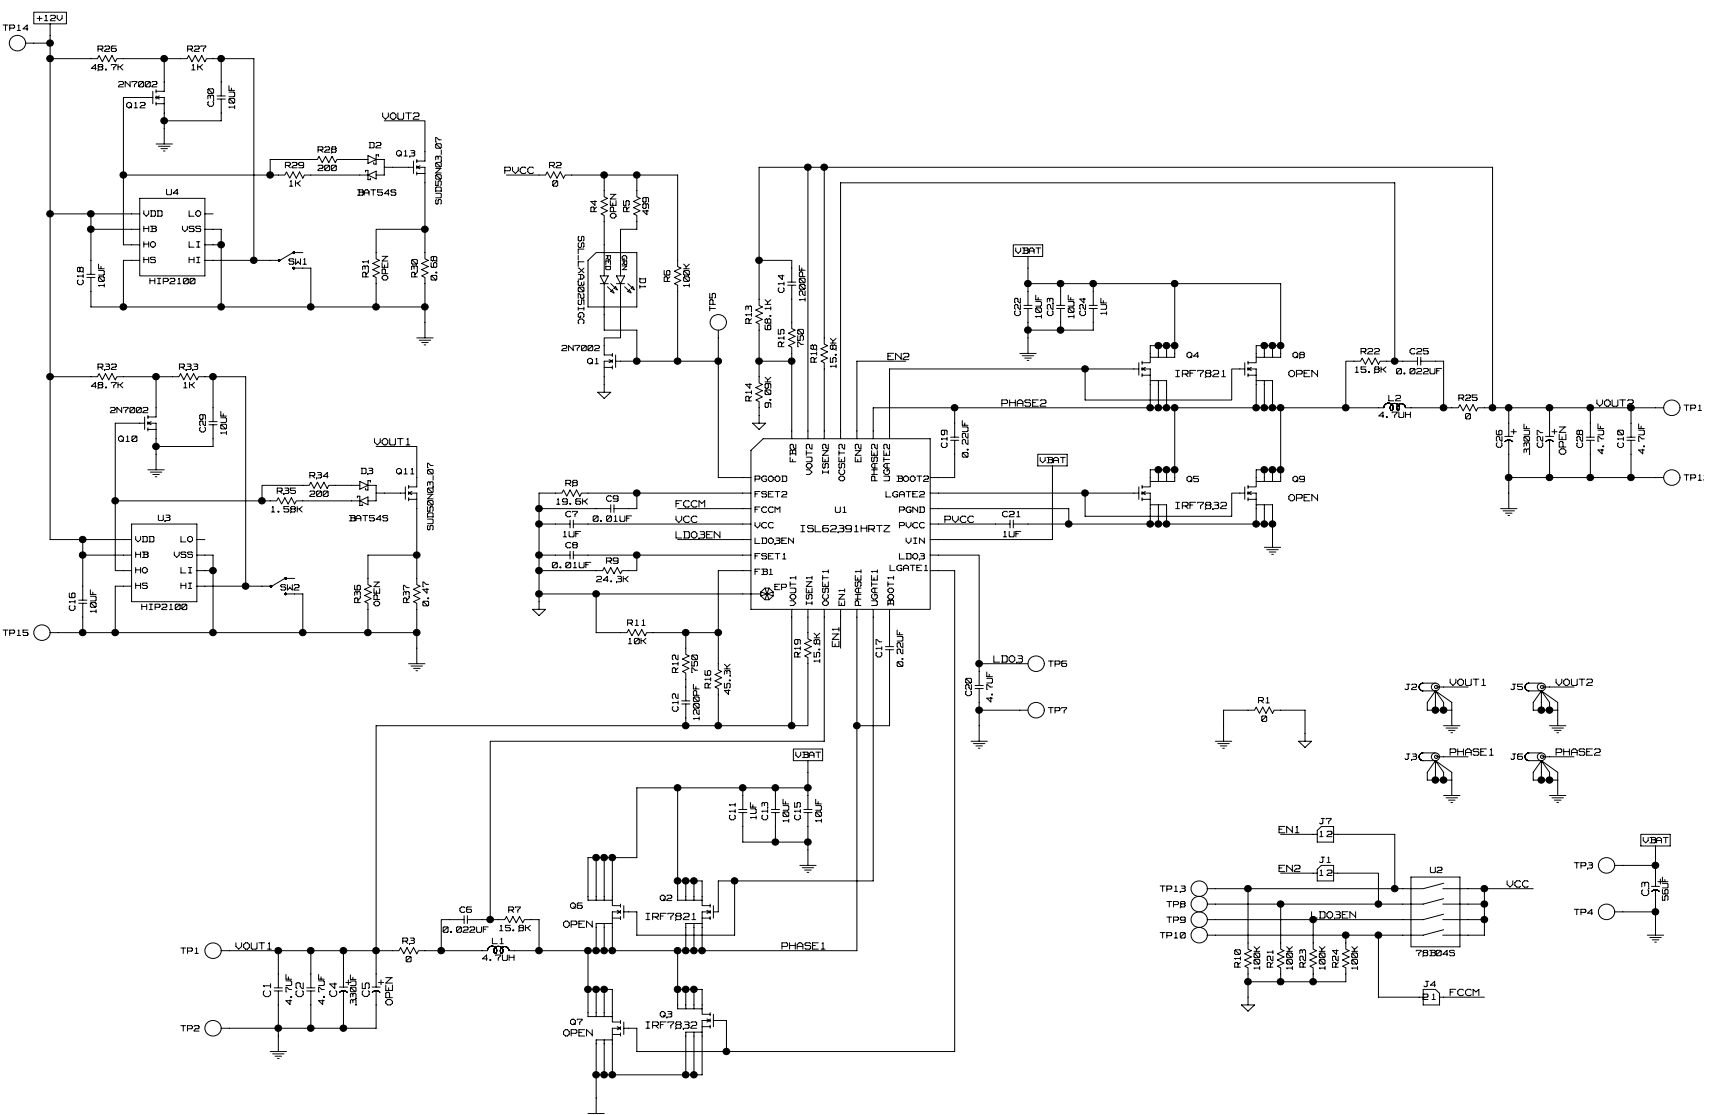 +12V
TP14
R26
48.7K
R27
1K
2N7002
Q12
C30
10UF
VOUT2
R28
200
D2
R29
1K
BAT54S
Q13
SUD50N03_07
U4
VDD
HB
HO
HS
LO
VSS
LI
HI
HIP2100
C18
10UF
SW1
R31
OPEN
R30
0.68
R32
48.7K
R33
1K
2N7002
Q10
C29
10UF
VOUT1
R34
200
D3
R35
1.58K
BAT54S
Q11
SUD50N03_07
U3
VDD
HB
HO
HS
LO
VSS
LI
HI
HIP2100
C16
10UF
SW2
R36
OPEN
R37
0.47
TP15
PVCC
R2
0
R4
OPEN
R5
499
SSL_LXA3025IGC
RED
GRN
D1
R6
100K
TP5
2N7002
Q1
R13
68.1K
C14
1200PF
R15
750
R18
15.8K
R14
9.09K
EN2
VBAT
C22
10UF
C23
10UF
C24
1UF
Q4
IRF7821
Q8
OPEN
R22
15.8K
C25
0.022UF
L2
4.7UH
R25
0
VOUT2
TP1
C26
330UF
C27
OPEN
C28
4.7UF
C10
4.7UF
TP1
PHASE2
C19
0.22UF
VBAT
Q5
IRF7832
Q9
OPEN
PVCC
C21
1UF
FB2
VOUT2
ISEN2
OCSET2
EN2
PHASE2
UGATE2
PGOOD
FSET2
FCCM
VCC
LDO3EN
FSET1
FB1
EP
U1
ISL62391HRTZ
BOOT2
LGATE2
PGND
PVCC
VIN
LDO3
LGATE1
VOUT1
ISEN1
OCSET1
EN1
PHASE1
UGATE1
BOOT1
R8
19.6K
C9
0.01UF
FCCM
C7
1UF
VCC
LDO3EN
C8
0.01UF
R9
24.3K
R11
10K
R12
750
C12
1200PF
R16
45.3K
R19
15.8K
EN1
C17
0.22UF
LDO3
TP6
C20
4.7UF
TP7
R1
0
J2
VOUT1
J5
VOUT2
J3
PHASE1
J6
PHASE2
VBAT
C11
1UF
C13
10UF
C15
10UF
Q6
OPEN
Q2
IRF7821
C6
0.022UF
R7
15.8K
L1
4.7UH
PHASE1
TP1
VOUT1
R3
0
C1
4.7UF
C2
4.7UF
C4
330UF
C5
OPEN
TP2
Q7
OPEN
Q3
IRF7832
EN1
J7
12
EN2
J1
12
U2
VCC
TP13
TP8
TP9
TP10
LDO3EN
78B04S
R10
100K
R21
100K
R23
100K
R24
100K
J4
21
FCCM
VBAT
TP3
C3
56UF
TP4